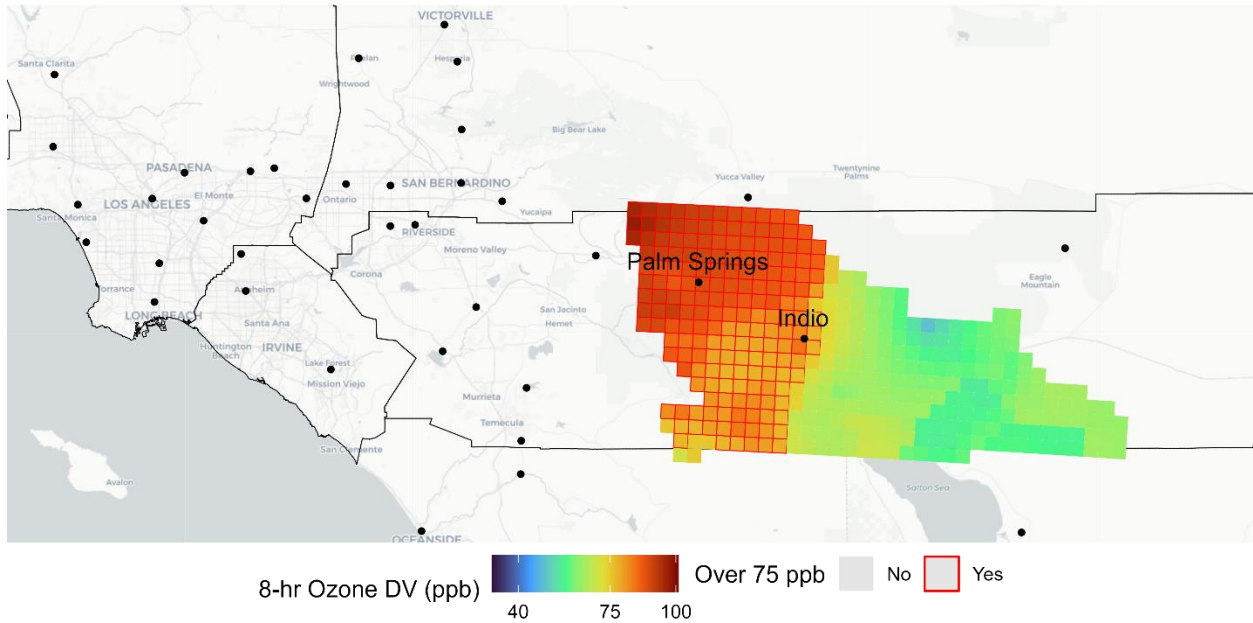 VICTORVILLE
Santa Clarita
Phelan
Hesperia
Wrightwood
Big Bear Lake
PASADENA
Twentynine
Palms
Yucca Valley
El Monte
Ontario
SAN BERNARDINO
LOS ANGELES
Santa Monica
Yucaipa
RIVERSIDE
Moreno Valley
Palm Springs
Corona
Eagle
Mountain
Torrance
Anaheim
LONG BEACH
San Jacinto
Indio
Santa Ana
Hemet
Huntington
Beach
IRVINE
Lake Forest
Mission Viejo
Murrieta
Temecula
San Clemente
Avalon
Salton Sea
OCEANSIDE
8-hr Ozone DV (ppb)
40
75
100
Over 75 ppb
No
Yes